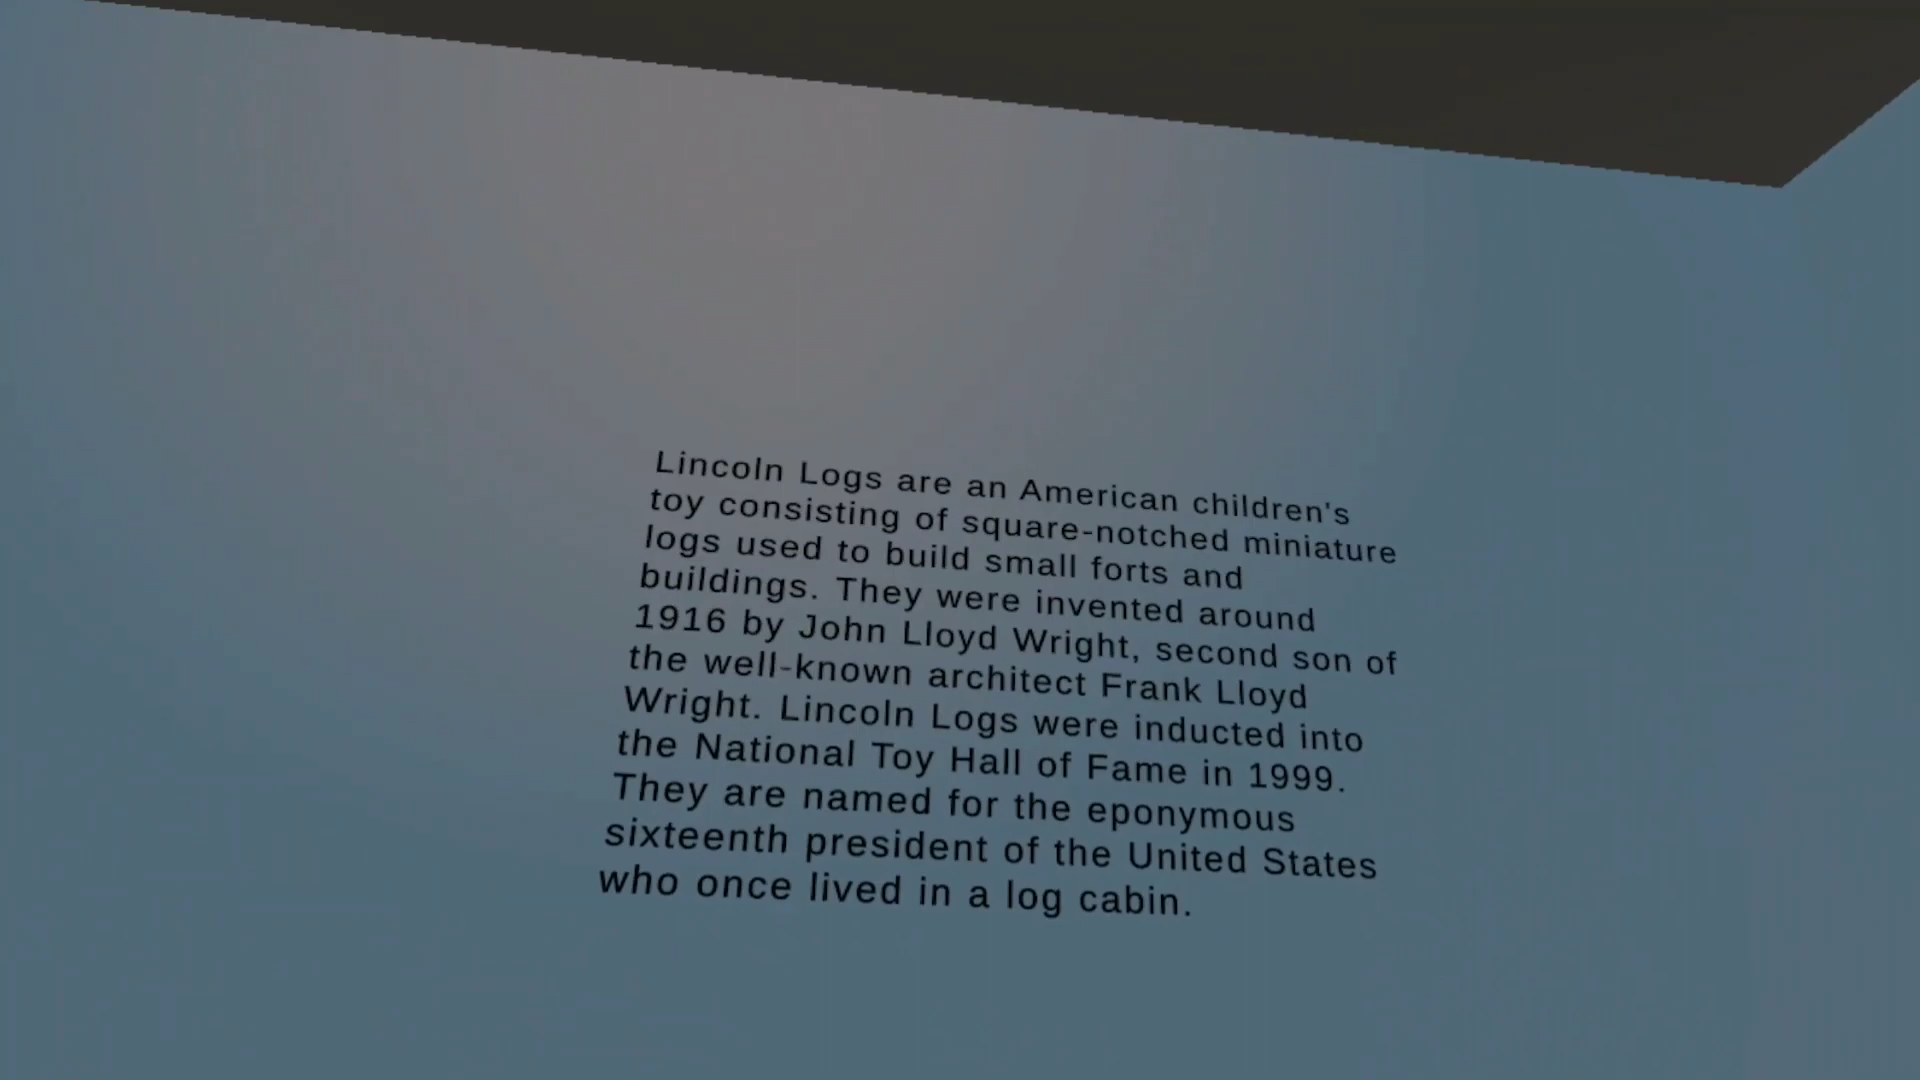 Lincoln Logs are an American children's
toy consisting of square-notched miniature
logs used to build small forts and
buildings. They were invented around
1916 by John Lloyd Wright, second son of
the well-known architect Frank Lloyd
Wright. Lincoln Logs were inducted into
the National Toy Hall of Fame in 1999.
They are named for the eponymous
sixteenth president of the United States
who once lived in a log cabin.